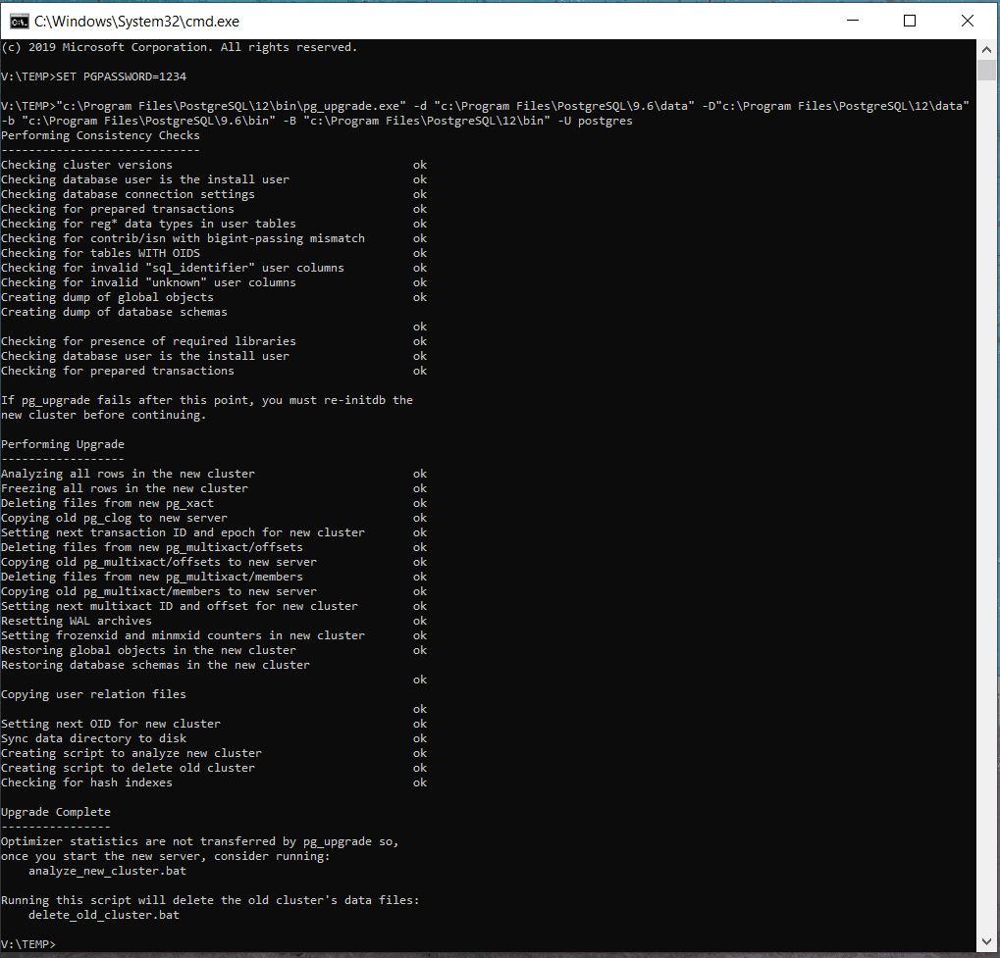 C:\Windows\System32\cmd.exe
(c) 2019 Microsoft Corporation. All rights reserved.
V:\TEMP>SET PGPASSWORD=1234
V:\TEMP>"c:\Program Files\PostgreSQL\12\bin\pg_upgrade.exe" -d "c:\Program Files\PostgreSQL\9.6\data" -D"c:\Program Files\PostgreSQL\12\data"
-b "c:\Program Files\PostgreSQL\9.6\bin" -B "c:\Program Files\PostgreSQL\12\bin" -U postgres
Performing Consistency Checks
-----------------------------
Checking cluster versions ok
Checking database user is the install user ok
Checking database connection settings ok
Checking for prepared transactions ok
Checking for reg* data types in user tables ok
Checking for contrib/isn with bigint-passing mismatch ok
Checking for tables WITH OIDS ok
Checking for invalid "sql_identifier" user columns ok
Checking for invalid "unknown" user columns ok
Creating dump of global objects ok
Creating dump of database schemas
ok
Checking for presence of required libraries ok
Checking database user is the install user ok
Checking for prepared transactions ok
If pg_upgrade fails after this point, you must re-initdb the
new cluster before continuing.
Performing Upgrade
------------------
Analyzing all rows in the new cluster ok
Freezing all rows in the new cluster ok
Deleting files from new pg_xact ok
Copying old pg_clog to new server ok
Setting next transaction ID and epoch for new cluster ok
Deleting files from new pg_multixact/offsets ok
Copying old pg_multixact/offsets to new server ok
Deleting files from new pg_multixact/members ok
Copying old pg_multixact/members to new server ok
Setting next multixact ID and offset for new cluster ok
Resetting WAL archives ok
Setting frozenxid and minmxid counters in new cluster ok
Restoring global objects in the new cluster ok
Restoring database schemas in the new cluster
ok
Copying user relation files
ok
Setting next OID for new cluster ok
Sync data directory to disk ok
Creating script to analyze new cluster ok
Creating script to delete old cluster ok
Checking for hash indexes ok
Upgrade Complete
----------------
Optimizer statistics are not transferred by pg_upgrade so,
once you start the new server, consider running:
analyze_new_cluster.bat
Running this script will delete the old cluster's data files:
delete_old_cluster.bat
V:\TEMP>